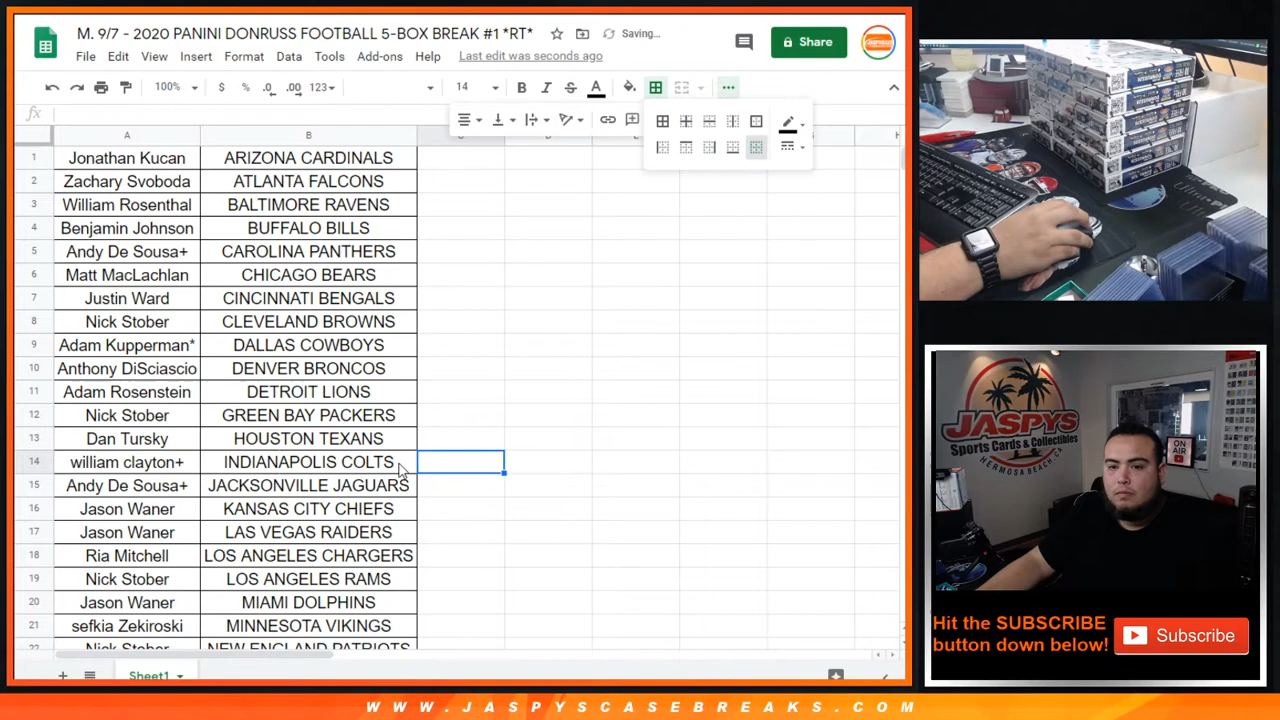 M. 9/7 - 2020 PANINI DONRUSS FOOTBALL 5-BOX BREAK #1 *RT*
Saving...
File Edit View Insert Format Data Tools Add-ons Help Last edit was seconds ago
Share
100% $ % .0 .00 123 14 B I S A
fx
A B
1 Jonathan Kucan ARIZONA CARDINALS
2 Zachary Svoboda ATLANTA FALCONS
3 William Rosenthal BALTIMORE RAVENS
4 Benjamin Johnson BUFFALO BILLS
5 Andy De Sousa+ CAROLINA PANTHERS
6 Matt MacLachlan CHICAGO BEARS
7 Justin Ward CINCINNATI BENGALS
8 Nick Stober CLEVELAND BROWNS
9 Adam Kupperman* DALLAS COWBOYS
10 Anthony DiSciascio DENVER BRONCOS
11 Adam Rosenstein DETROIT LIONS
12 Nick Stober GREEN BAY PACKERS
13 Dan Tursky HOUSTON TEXANS
14 william clayton+ INDIANAPOLIS COLTS
15 Andy De Sousa+ JACKSONVILLE JAGUARS
16 Jason Waner KANSAS CITY CHIEFS
17 Jason Waner LAS VEGAS RAIDERS
18 Ria Mitchell LOS ANGELES CHARGERS
19 Nick Stober LOS ANGELES RAMS
20 Jason Waner MIAMI DOLPHINS
21 sefkia Zekiroski MINNESOTA VIKINGS
22 Nick Stober NEW ENGLAND PATRIOTS
Sheet1
JASPYS
Sports Cards & Collectibles
HERMOSA BEACH, CA
ON AIR
Hit the SUBSCRIBE
button down below!
Subscribe
WWW.JASPYSCASEBREAKS.COM